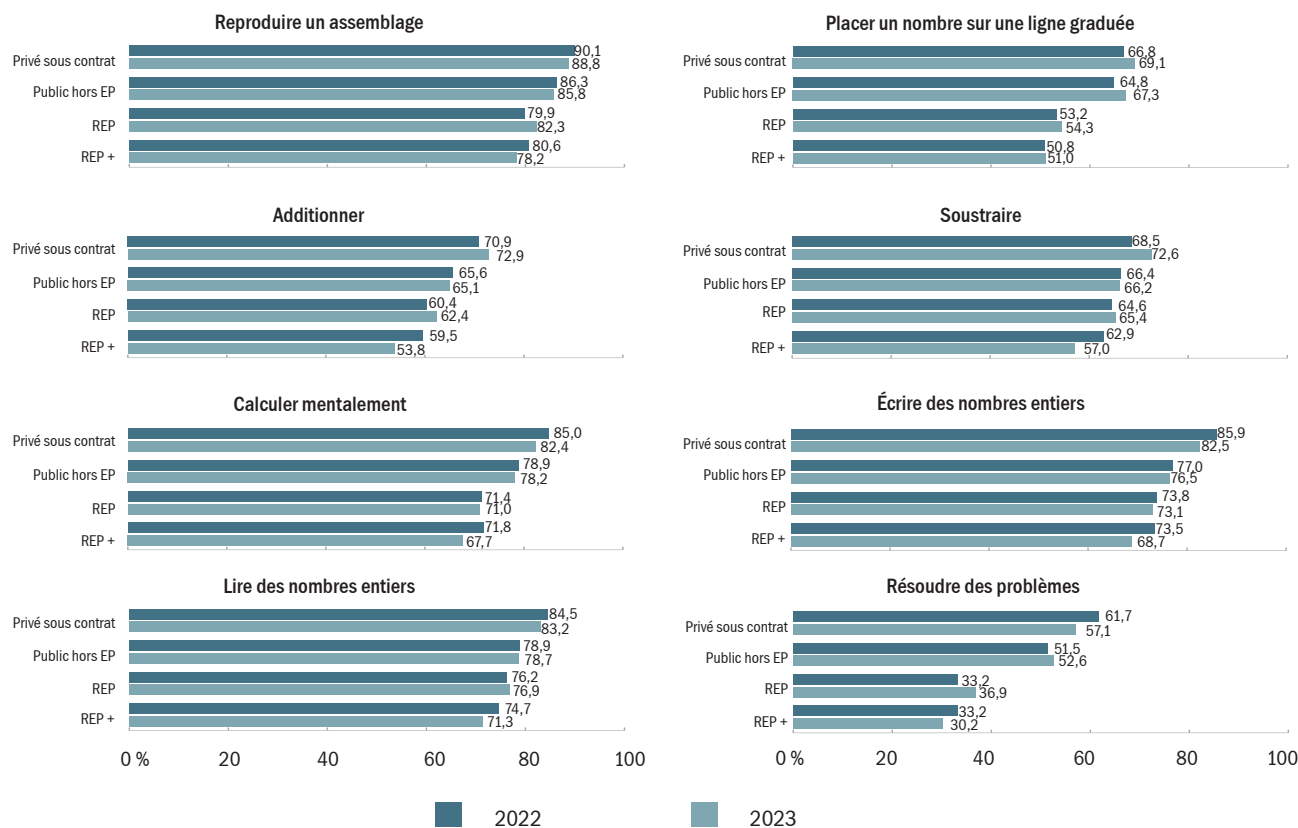 Reproduire un assemblage
Privé sous contrat 90,1
88,8
Public hors EP 86,3
85,8
REP 79,9
82,3
REP + 80,6
78,2
Placer un nombre sur une ligne graduée
Privé sous contrat 66,8
69,1
Public hors EP 64,8
67,3
REP 53,2
54,3
REP + 50,8
51,0
Additionner
Privé sous contrat 70,9
72,9
Public hors EP 65,6
65,1
REP 60,4
62,4
REP + 59,5
53,8
Soustraire
Privé sous contrat 68,5
72,6
Public hors EP 66,4
66,2
REP 64,6
65,4
REP + 62,9
57,0
Calculer mentalement
Privé sous contrat 85,0
82,4
Public hors EP 78,9
78,2
REP 71,4
71,0
REP + 71,8
67,7
Écrire des nombres entiers
Privé sous contrat 85,9
82,5
Public hors EP 77,0
76,5
REP 73,8
73,1
REP + 73,5
68,7
Lire des nombres entiers
Privé sous contrat 84,5
83,2
Public hors EP 78,9
78,7
REP 76,2
76,9
REP + 74,7
71,3
0 % 20 40 60 80 100
Résoudre des problèmes
Privé sous contrat 61,7
57,1
Public hors EP 51,5
52,6
REP 33,2
36,9
REP + 33,2
30,2
0 % 20 40 60 80 100
2022 2023